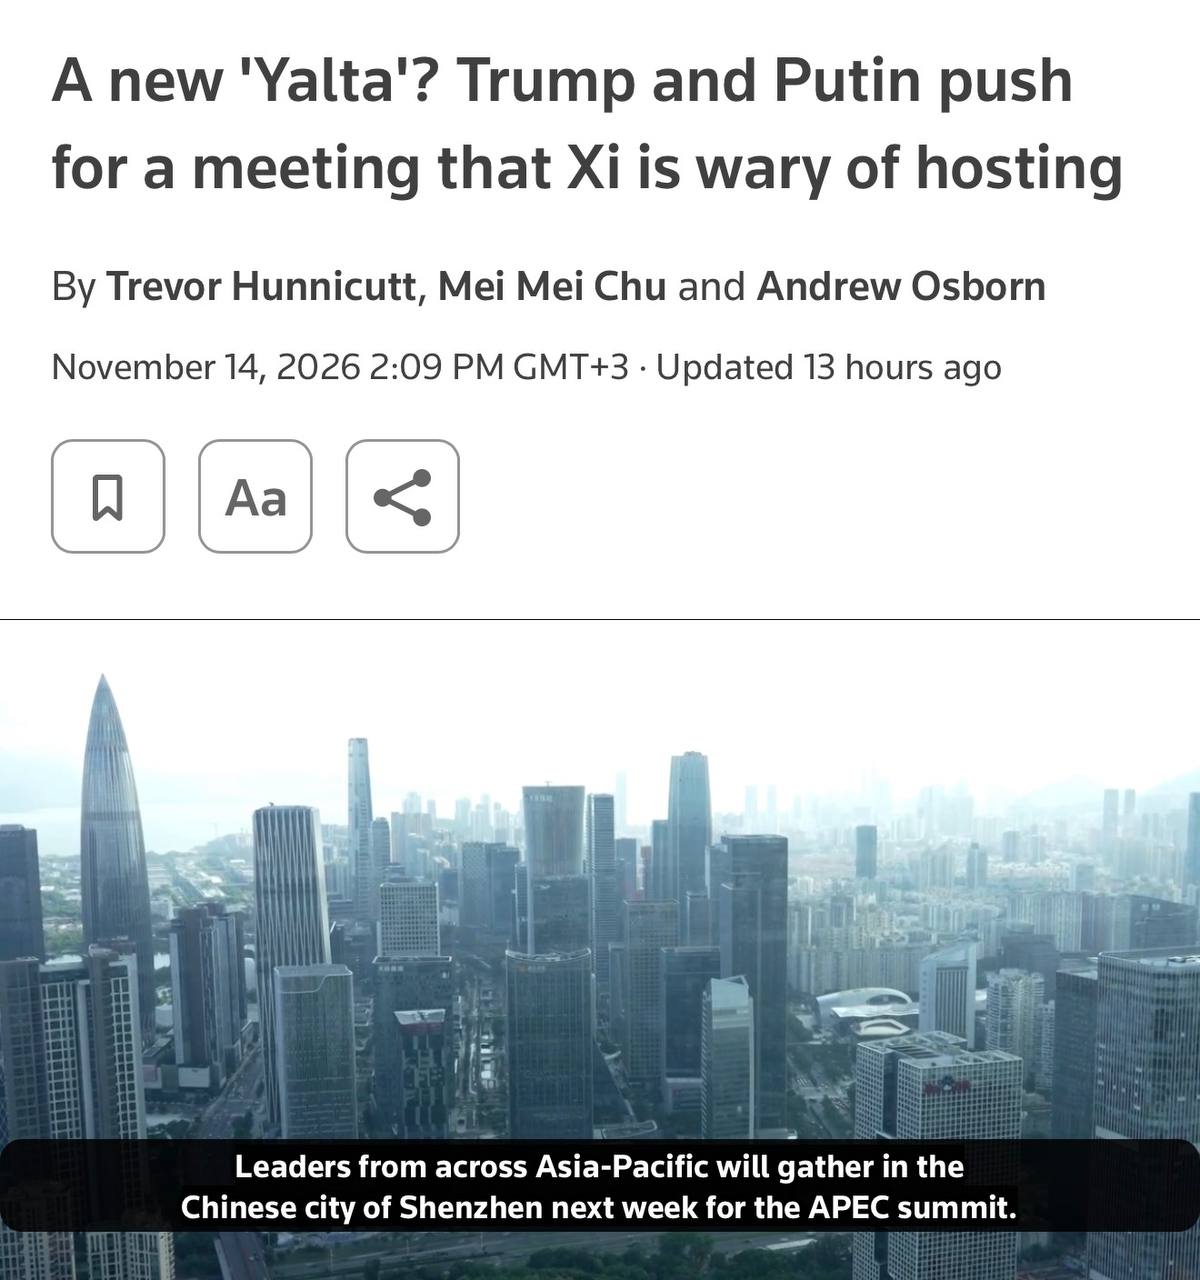 A new 'Yalta'? Trump and Putin push
for a meeting that Xi is wary of hosting
By Trevor Hunnicutt, Mei Mei Chu and Andrew Osborn
November 14, 2026 2:09 PM GMT+3 · Updated 13 hours ago
Aa
Leaders from across Asia-Pacific will gather in the
Chinese city of Shenzhen next week for the APEC summit.